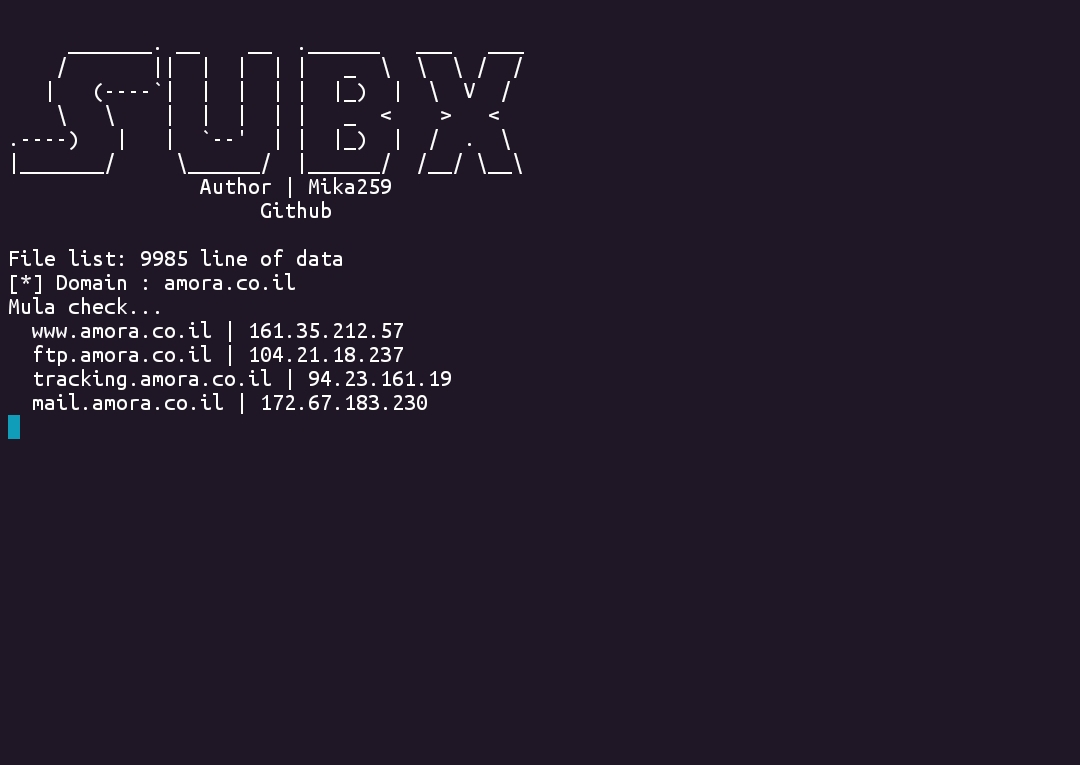 SUBX
Author | Mika259
Github
File list: 9985 line of data
[*] Domain : amora.co.il
Mula check...
www.amora.co.il | 161.35.212.57
ftp.amora.co.il | 104.21.18.237
tracking.amora.co.il | 94.23.161.19
mail.amora.co.il | 172.67.183.230